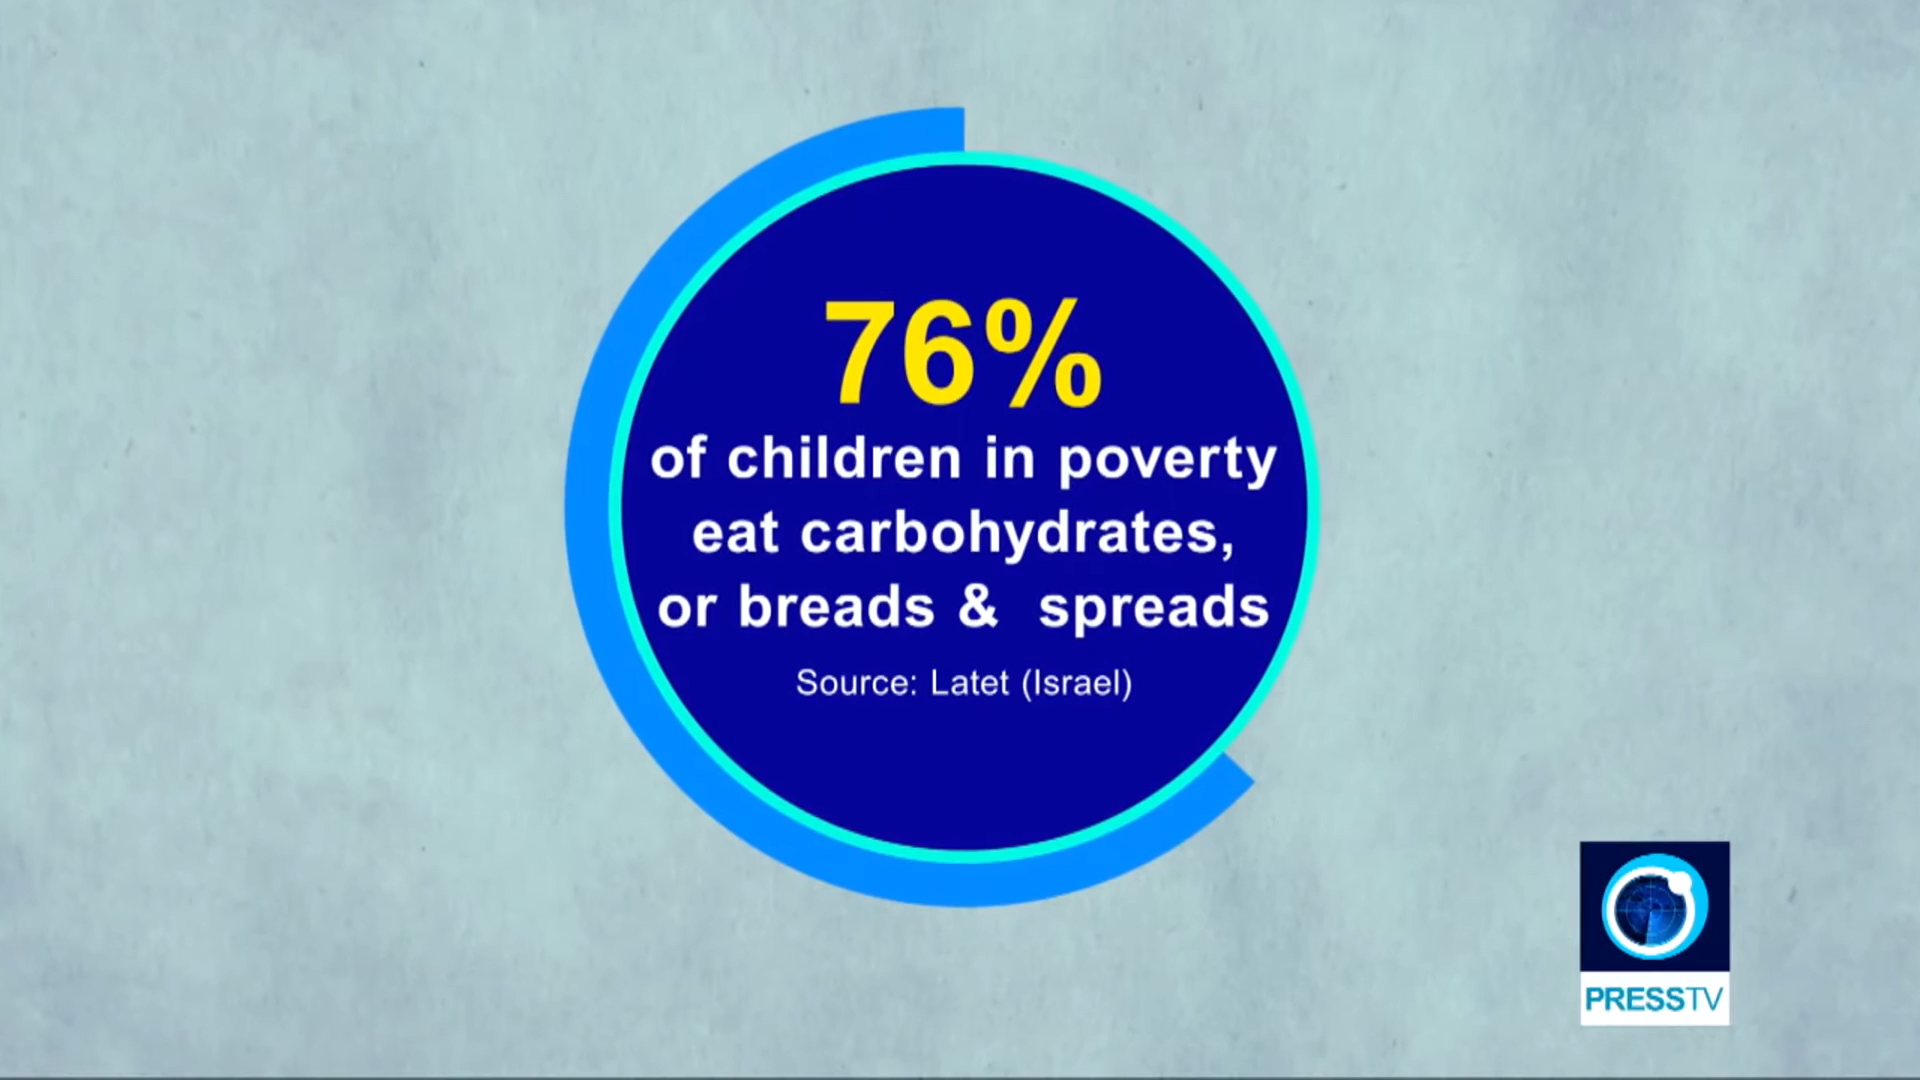 76%
of children in poverty
eat carbohydrates,
or breads & spreads
Source: Latet (Israel)
PRESSTV